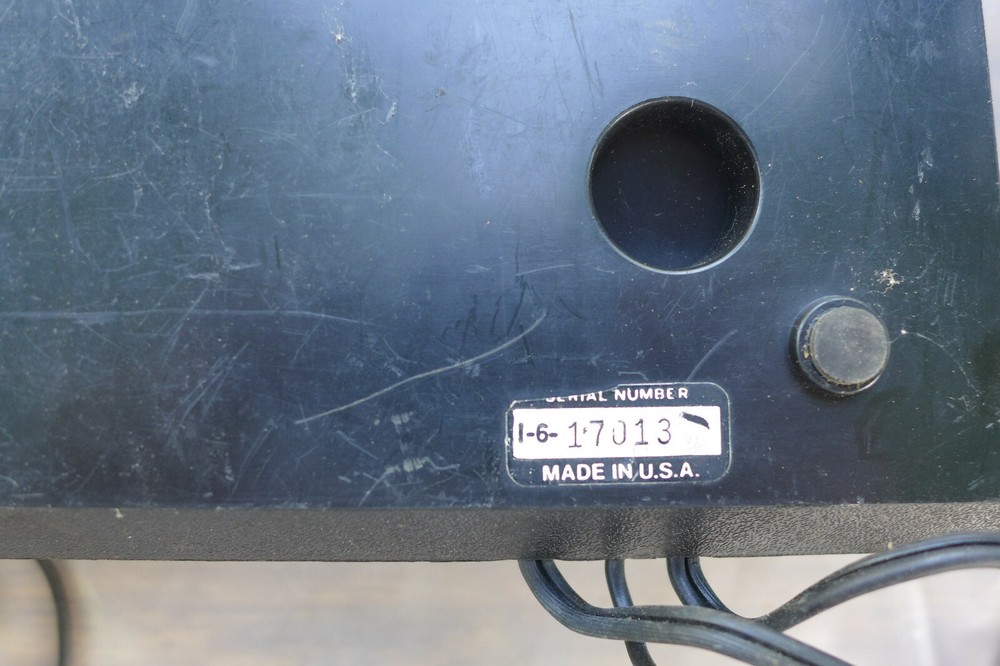 SERIAL NUMBER
I-6-17013
MADE IN U.S.A.